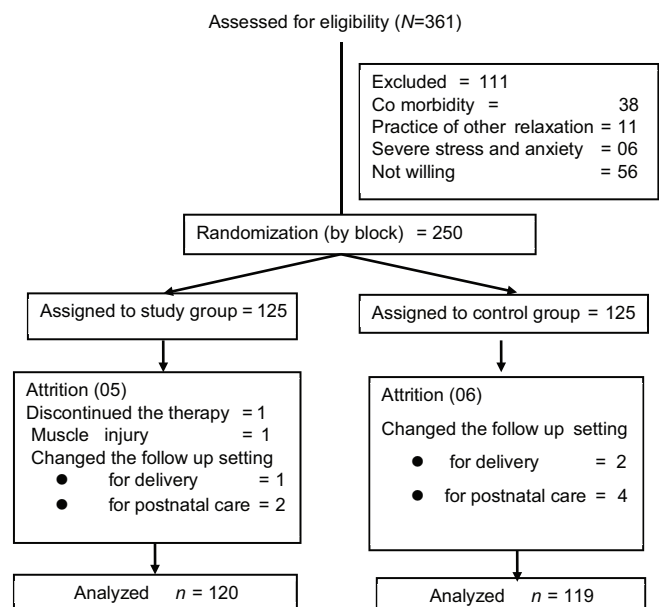 Assessed for eligibility (N=361)
Excluded = 111
Co morbidity = 38
Practice of other relaxation = 11
Severe stress and anxiety = 06
Not willing = 56
Randomization (by block) = 250
Assigned to study group = 125
Assigned to control group = 125
Attrition (05)
Discontinued the therapy = 1
Muscle injury = 1
Changed the follow up setting
● for delivery = 1
● for postnatal care = 2
Attrition (06)
Changed the follow up setting
● for delivery = 2
● for postnatal care = 4
Analyzed n = 120
Analyzed n = 119